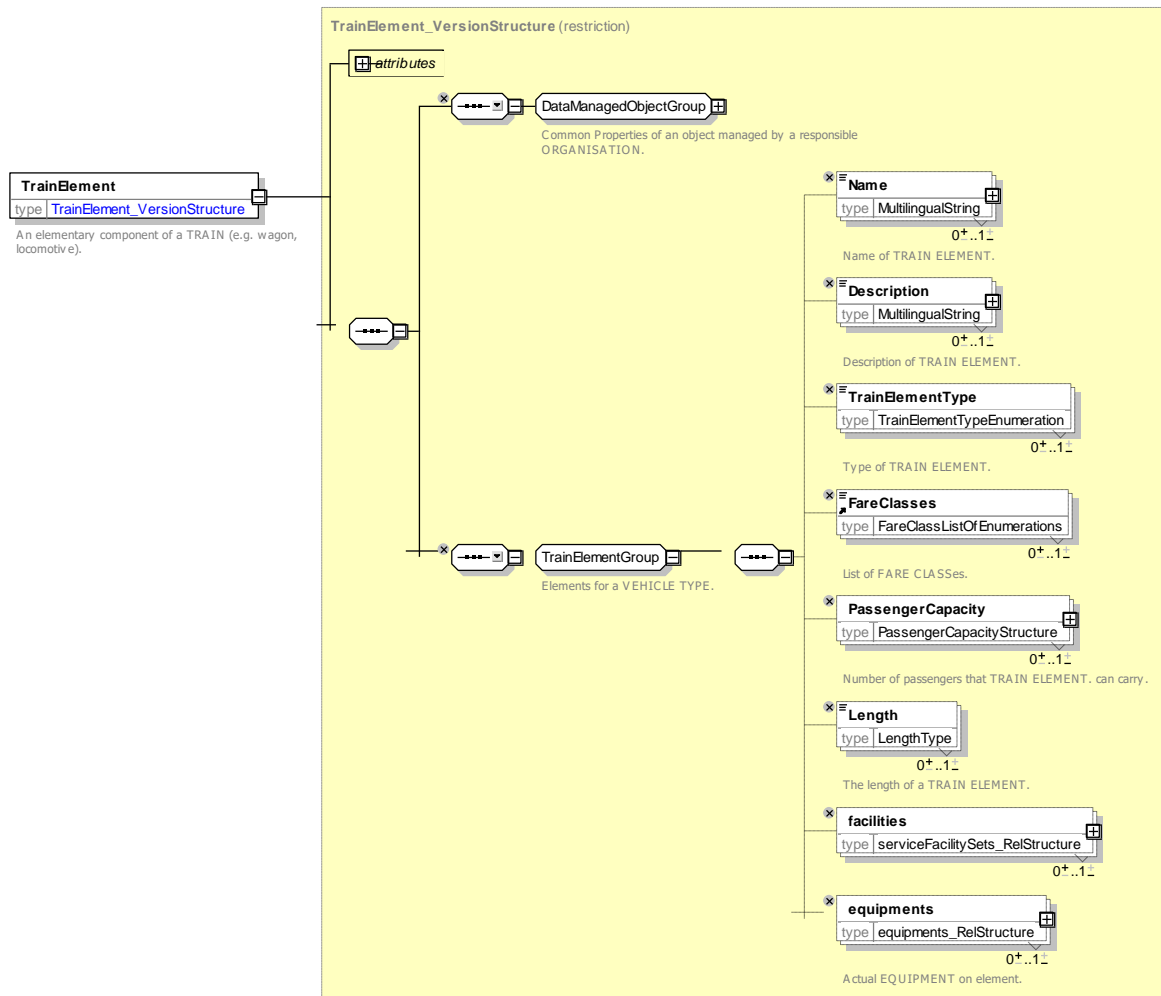 TrainElement_VersionStructure (restriction)
attributes
DataManagedObjectGroup
Common Properties of an object managed by a responsible
ORGANISATION.
TrainElement
type TrainElement_VersionStructure
An elementary component of a TRAIN (e.g. wagon,
locomotive).
Name
type MultilingualString
0..1
Name of TRAIN ELEMENT.
Description
type MultilingualString
0..1
Description of TRAIN ELEMENT.
TrainElementType
type TrainElementTypeEnumeration
0..1
Type of TRAIN ELEMENT.
FareClasses
type FareClassListOfEnumerations
0..1
List of FARE CLASSes.
TrainElementGroup
Elements for a VEHICLE TYPE.
PassengerCapacity
type PassengerCapacityStructure
0..1
Number of passengers that TRAIN ELEMENT. can carry.
Length
type LengthType
0..1
The length of a TRAIN ELEMENT.
facilities
type serviceFacilitySets_RelStructure
0..1
equipments
type equipments_RelStructure
0..1
Actual EQUIPMENT on element.